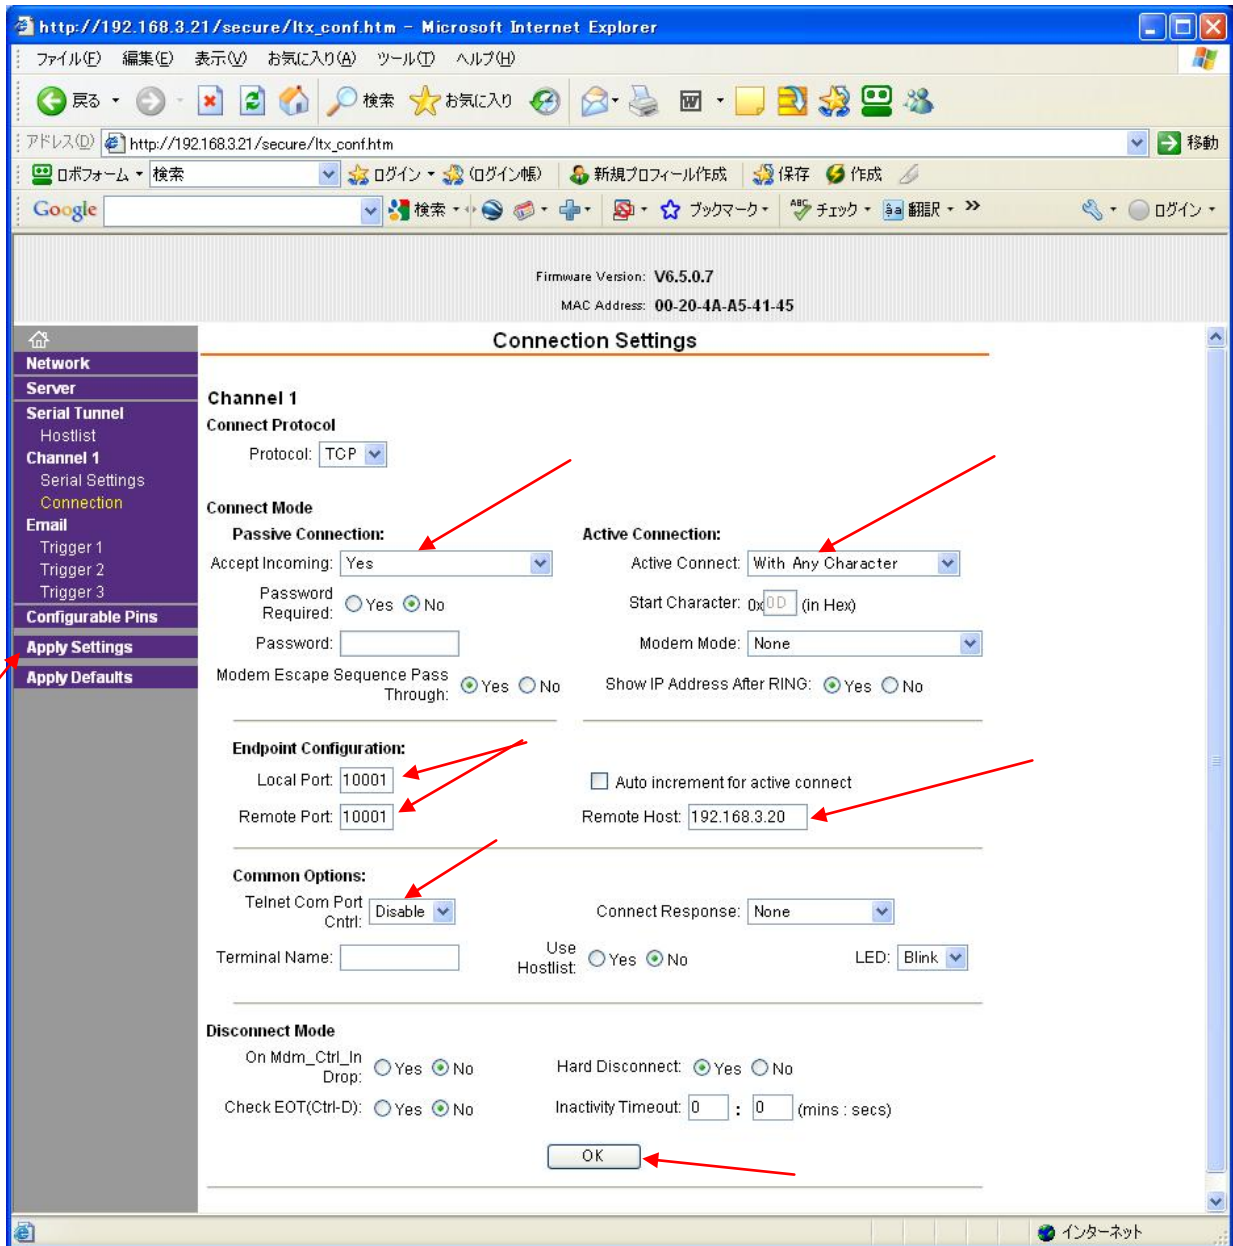 http://192.168.3.21/secure/ltx_conf.htm - Microsoft Internet Explorer
ファイル(F) 編集(E) 表示(V) お気に入り(A) ツール(T) ヘルプ(H)
戻る 検索 お気に入り
アドレス(D) http://192.168.3.21/secure/ltx_conf.htm 移動
ロボフォーム 検索 ログイン (ログイン帳) 新規プロフィール作成 保存 作成
Google 検索 ブックマーク ABC チェック あa 翻訳 >> ログイン
Firmware Version: V6.5.0.7
MAC Address: 00-20-4A-A5-41-45
Connection Settings
Network
Server
Serial Tunnel
Hostlist
Channel 1
Serial Settings
Connection
Email
Trigger 1
Trigger 2
Trigger 3
Configurable Pins
Apply Settings
Apply Defaults
Channel 1
Connect Protocol
Protocol: TCP
Connect Mode
Passive Connection: Active Connection:
Accept Incoming: Yes Active Connect: With Any Character
Password Required: Yes No Start Character: 0x0D (in Hex)
Password: Modem Mode: None
Modem Escape Sequence Pass Through: Yes No Show IP Address After RING: Yes No
Endpoint Configuration:
Local Port: 10001 Auto increment for active connect
Remote Port: 10001 Remote Host: 192.168.3.20
Common Options:
Telnet Com Port Cntrl: Disable Connect Response: None
Terminal Name: Use Hostlist: Yes No LED: Blink
Disconnect Mode
On Mdm_Ctrl_In Drop: Yes No Hard Disconnect: Yes No
Check EOT(Ctrl-D): Yes No Inactivity Timeout: 0 : 0 (mins : secs)
OK
インターネット